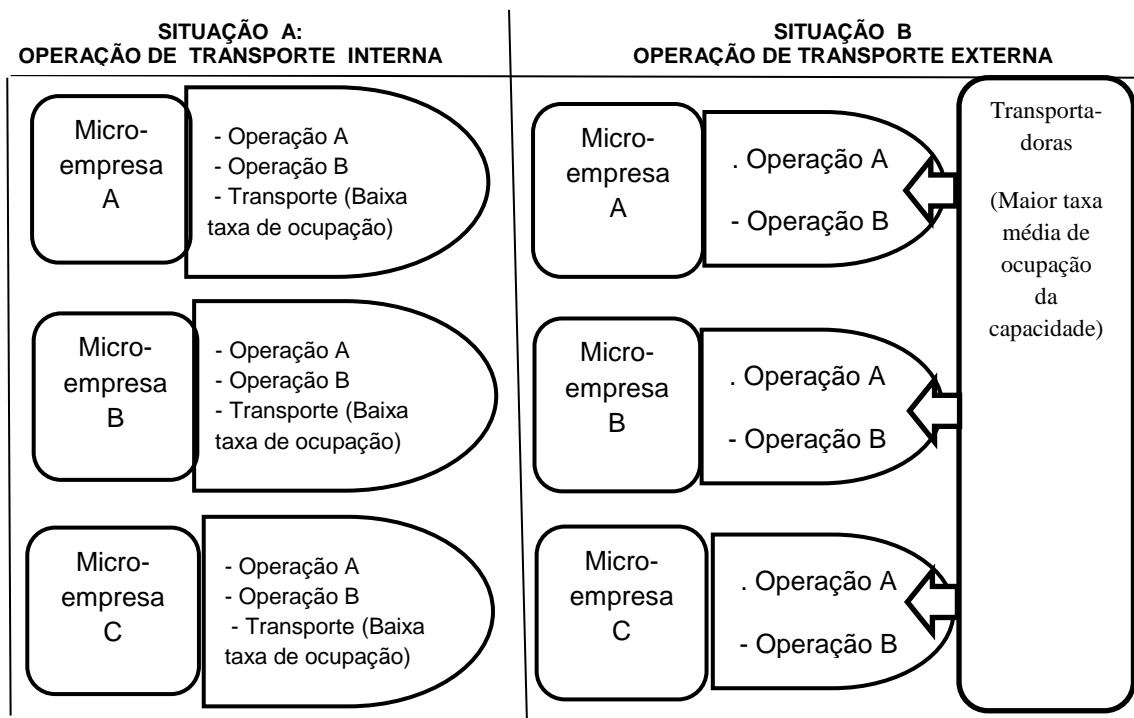 SITUAÇÃO A:
OPERAÇÃO DE TRANSPORTE INTERNA
Micro-
empresa
A
- Operação A
- Operação B
- Transporte (Baixa
taxa de ocupação)
Micro-
empresa
B
- Operação A
- Operação B
- Transporte (Baixa
taxa de ocupação)
Micro-
empresa
C
- Operação A
- Operação B
- Transporte (Baixa
taxa de ocupação)
SITUAÇÃO B
OPERAÇÃO DE TRANSPORTE EXTERNA
Micro-
empresa
A
. Operação A
- Operação B
Micro-
empresa
B
. Operação A
- Operação B
Micro-
empresa
C
. Operação A
- Operação B
Transporta-
doras
(Maior taxa
média de
ocupação
da
capacidade)